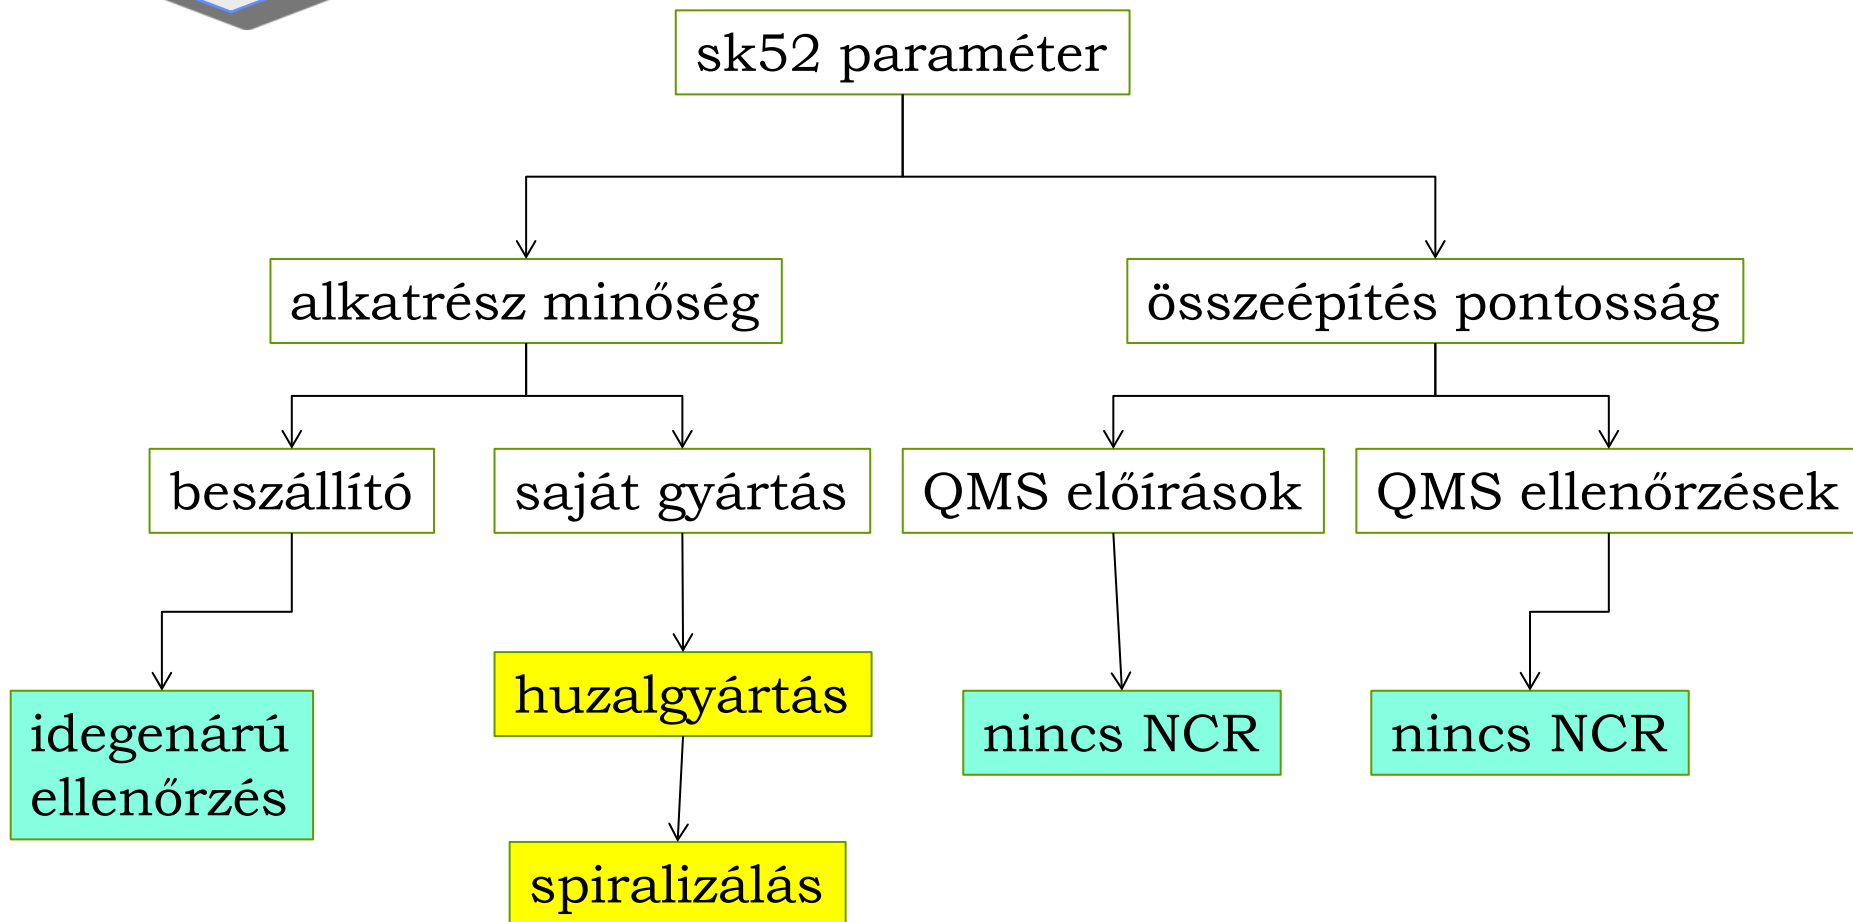 sk52 paraméter
alkatrész minőség
összeépítés pontosság
beszállító
saját gyártás
QMS előírások
QMS ellenőrzések
huzalgyártás
idegenárú
ellenőrzés
nincs NCR
nincs NCR
spiralizálás